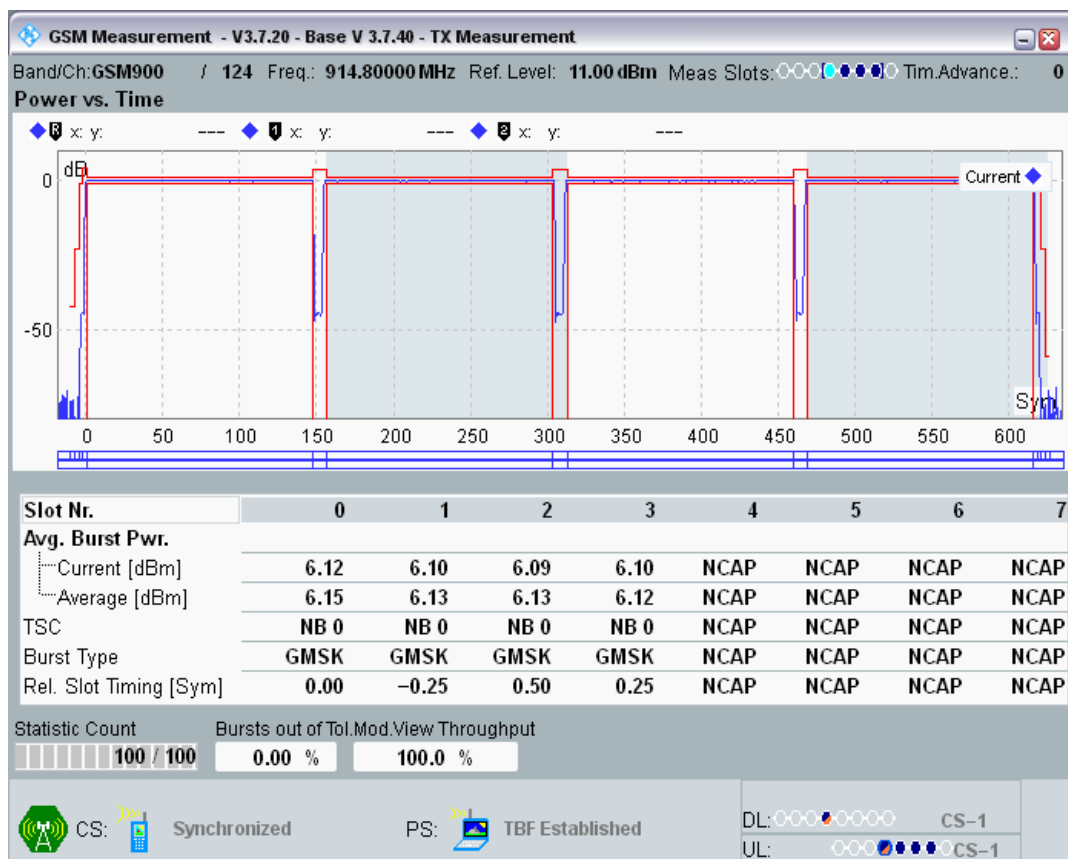 GSM Measurement - V3.7.20 - Base V 3.7.40 - TX Measurement
Band/Ch:GSM900 / 124 Freq.: 914.80000 MHz Ref. Level: 11.00 dBm Meas Slots: Tim.Advance.: 0
Power vs. Time
R x: y: --- 1 x: y: --- 2 x: y: ---
dB
0
Current
-50
Sym
0 50 100 150 200 250 300 350 400 450 500 550 600
Slot Nr. 0 1 2 3 4 5 6 7
Avg. Burst Pwr.
Current [dBm] 6.12 6.10 6.09 6.10 NCAP NCAP NCAP NCAP
Average [dBm] 6.15 6.13 6.13 6.12 NCAP NCAP NCAP NCAP
TSC NB 0 NB 0 NB 0 NB 0 NCAP NCAP NCAP NCAP
Burst Type GMSK GMSK GMSK GMSK NCAP NCAP NCAP NCAP
Rel. Slot Timing [Sym] 0.00 −0.25 0.50 0.25 NCAP NCAP NCAP NCAP
Statistic Count Bursts out of Tol.Mod.View Throughput
100 / 100 0.00 % 100.0 %
DL: CS−1
CS: Synchronized PS: TBF Established
UL: CS−1